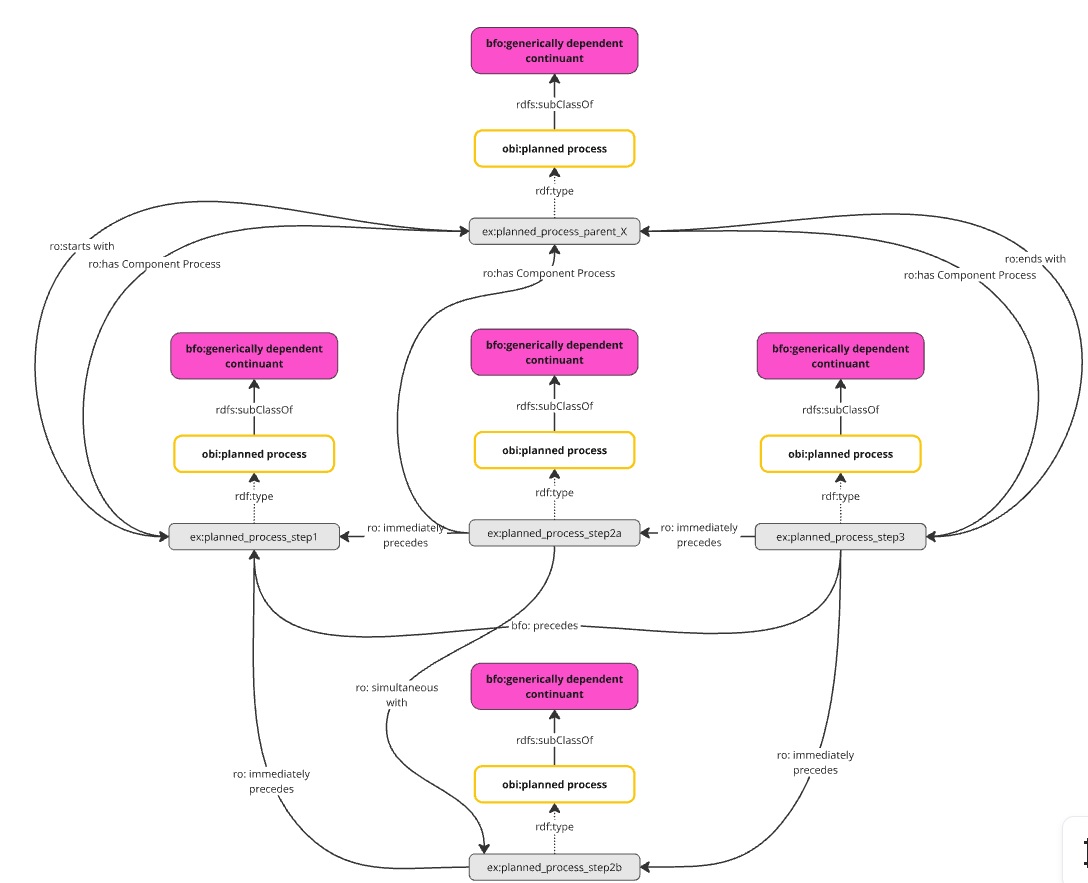 bfo:generically dependent
continuant
rdfs:subClassOf
obi:planned process
rdf:type
ex:planned_process_parent_X
ro:starts with
ro:has Component Process
ro:has Component Process
ro:ends with
ro:has Component Process
bfo:generically dependent
continuant
bfo:generically dependent
continuant
bfo:generically dependent
continuant
rdfs:subClassOf
rdfs:subClassOf
rdfs:subClassOf
obi:planned process
obi:planned process
obi:planned process
rdf:type
rdf:type
rdf:type
ex:planned_process_step1
ro: immediately
precedes
ex:planned_process_step2a
ro: immediately
precedes
ex:planned_process_step3
bfo: precedes
ro: simultaneous
with
bfo:generically dependent
continuant
rdfs:subClassOf
ro: immediately
precedes
obi:planned process
ro: immediately
precedes
rdf:type
ex:planned_process_step2b